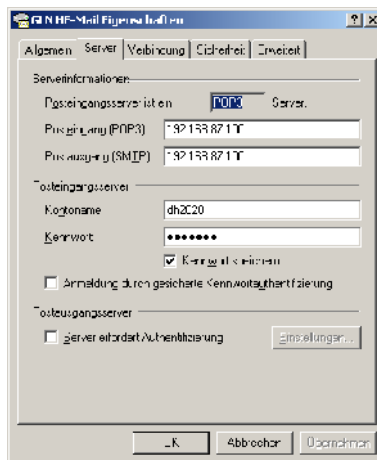 Eigenschaften
Allgemein Server Verbindung Sicherheit Erweitert
Serverinformationen
Posteingangsserver ist ein POP3 Server.
Posteingang (POP3)
Postausgang (SMTP)
Posteingangsserver
Kontoname dh2020
Kennwort •••••••
Kennwort speichern
Anmeldung durch gesicherte Kennwortauthentifizierung
Postausgangsserver
Server erfordert Authentifizierung Einstellungen...
OK Abbrechen Übernehmen